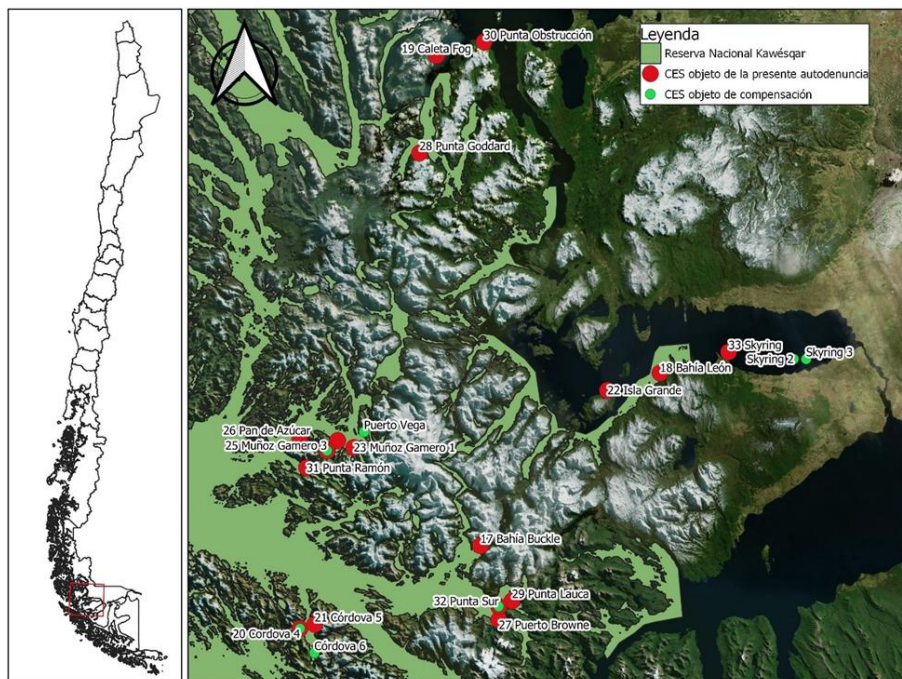 Leyenda
Reserva Nacional Kawésqar
CES objeto de la presente autodenuncia
CES objeto de compensación
30 Punta Obstrucción
19 Caleta Fog
28 Punta Goddard
33 Skyring
Skyring 2
Skyring 3
18 Bahía León
22 Isla Grande
Puerto Vega
26 Pan de Azúcar
25 Muñoz Gamero 3
23 Muñoz Gamero 1
31 Punta Ramón
17 Bahía Buckle
29 Punta Lauca
32 Punta Sur
27 Puerto Browne
21 Córdova 5
20 Cordova 4
Córdova 6